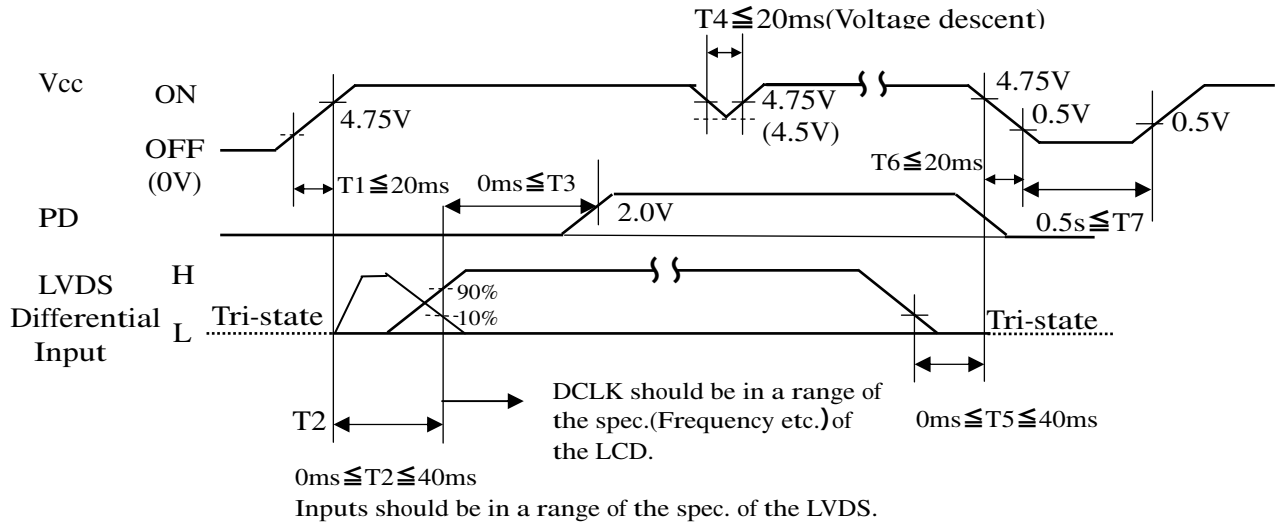 T4≦20ms(Voltage descent)
Vcc
ON
4.75V
4.75V
(4.5V)
4.75V
0.5V
0.5V
OFF
(0V)
T1≦20ms
0ms≦T3
T6≦20ms
PD
2.0V
0.5s≦T7
LVDS
Differential
Input
H
L
90%
10%
Tri-state
Tri-state
T2
DCLK should be in a range of
the spec.(Frequency etc.)of
the LCD.
0ms≦T5≦40ms
0ms≦T2≦40ms
Inputs should be in a range of the spec. of the LVDS.